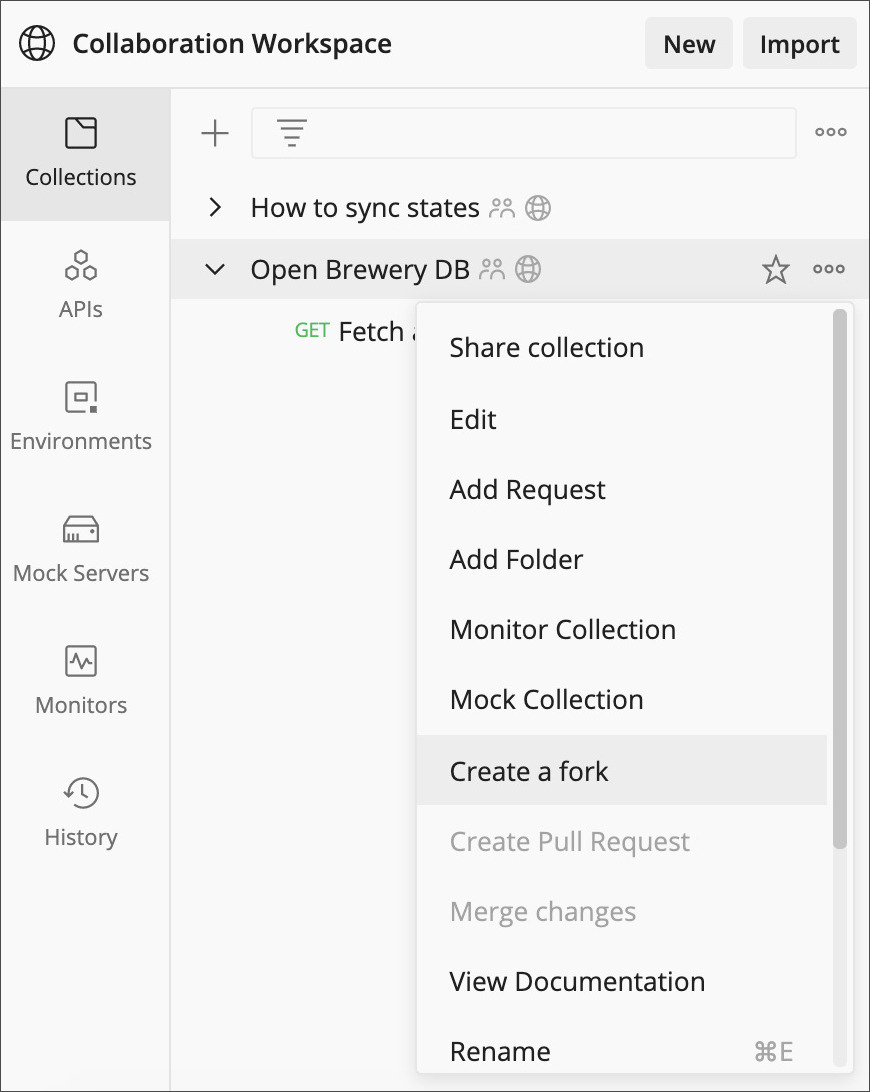 Collaboration Workspace
New
Import
Collections
APIs
Environments
Mock Servers
Monitors
History
How to sync states
Open Brewery DB
GET Fetch
Share collection
Edit
Add Request
Add Folder
Monitor Collection
Mock Collection
Create a fork
Create Pull Request
Merge changes
View Documentation
Rename ⌘E